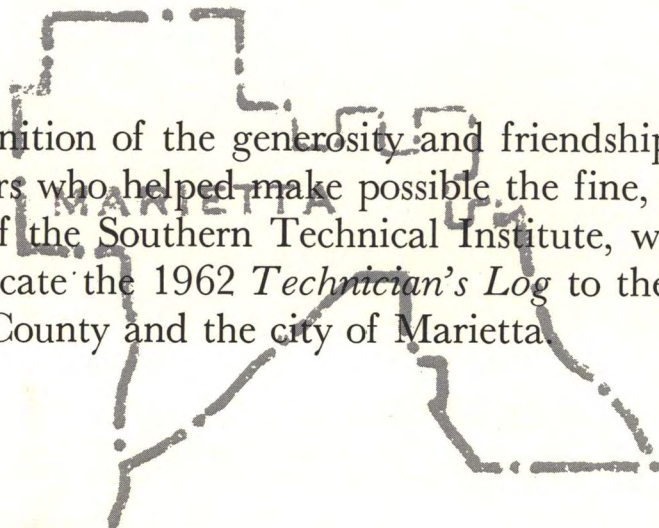 nition of the generosity and friendship
rs who helped make possible the fine,
MARIETTA
f the Southern Technical Institute, w
cate the 1962 Technician's Log to the
County and the city of Marietta.